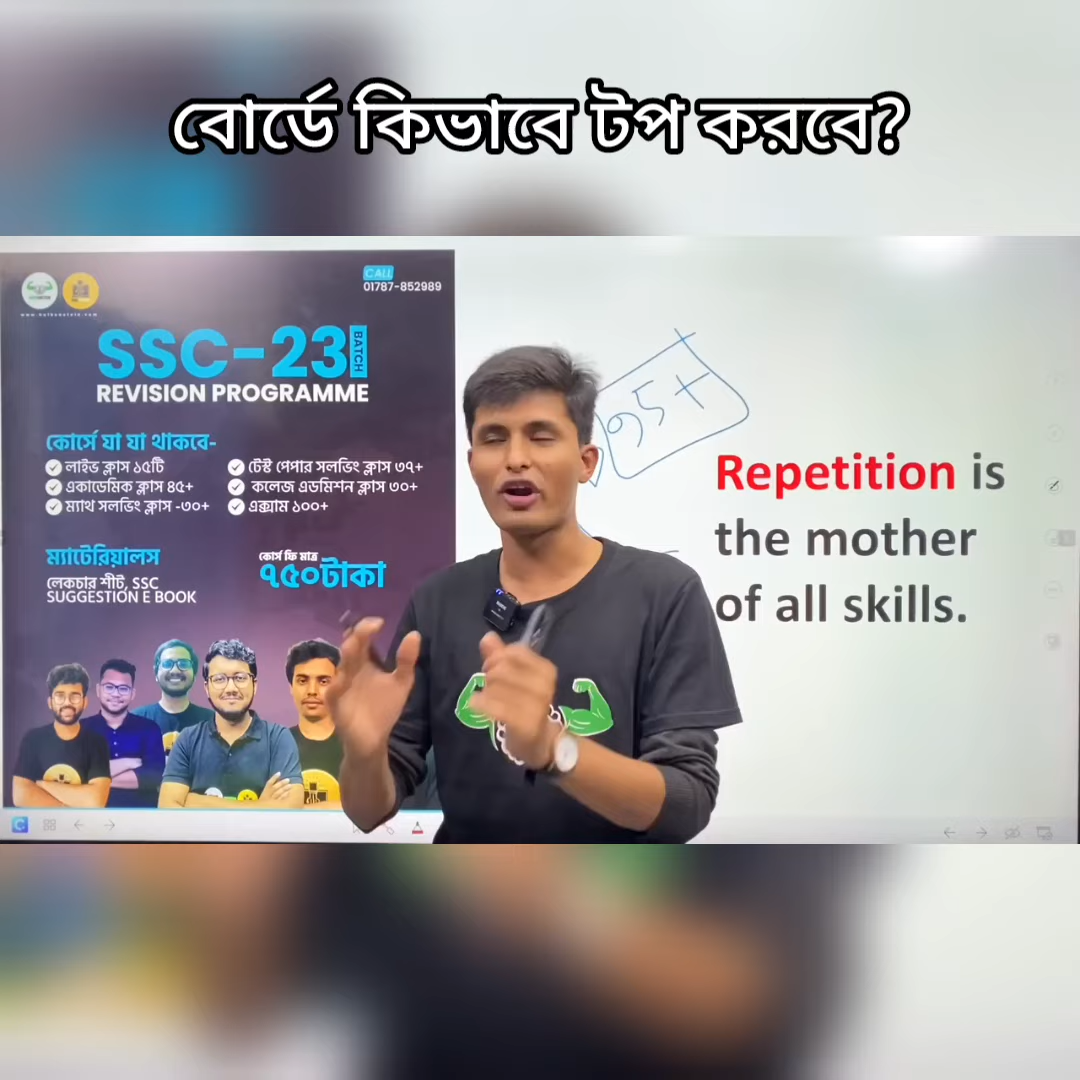 বোর্ডে কিভাবে টপ করবে?
CALL
01787-852989
SSC-23
BATCH
REVISION PROGRAMME
কোর্সে যা যা থাকবে-
লাইভ ক্লাস ১৫টি
একাডেমিক ক্লাস ৪৫+
ম্যাথ সলভিং ক্লাস -৩০+
টেস্ট পেপার সলভিং ক্লাস ৩৭+
কলেজ এডমিশন ক্লাস ৩০+
এক্সাম ১০০+
ম্যাটেরিয়ালস
লেকচার শীট, SSC
SUGGESTION E BOOK
কোর্স ফি মাত্র
৭৫০টাকা
95+
Repetition is
the mother
of all skills.